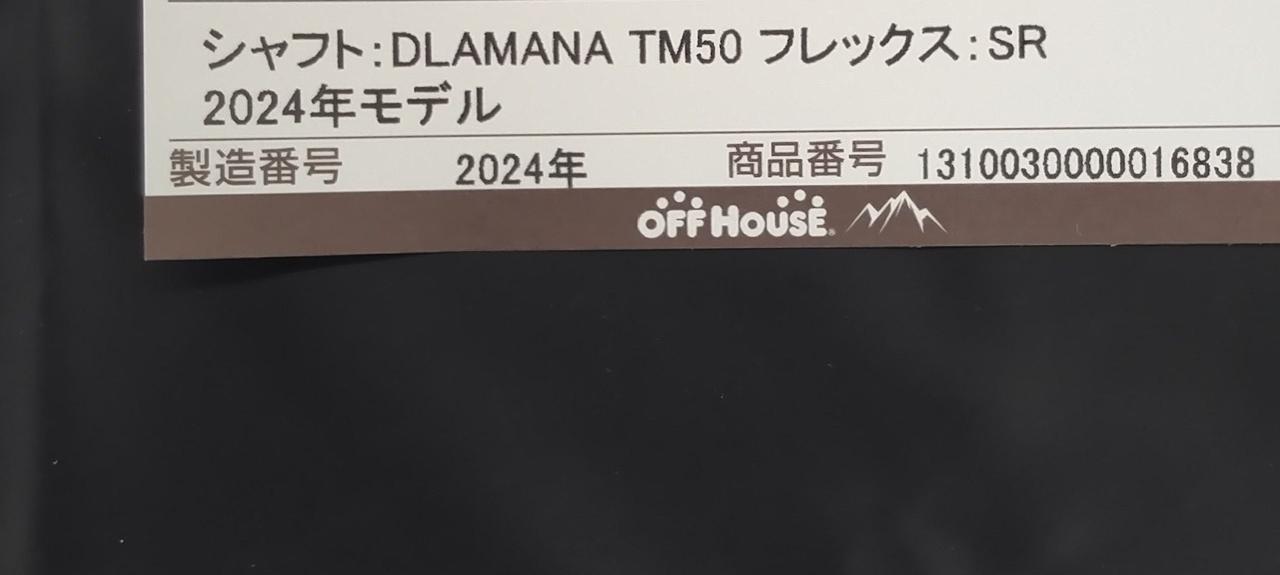 シャフト:DLAMANA TM50 フレックス:SR
2024年モデル
製造番号 2024年 商品番号 1310030000016838
OFF HOUSE®